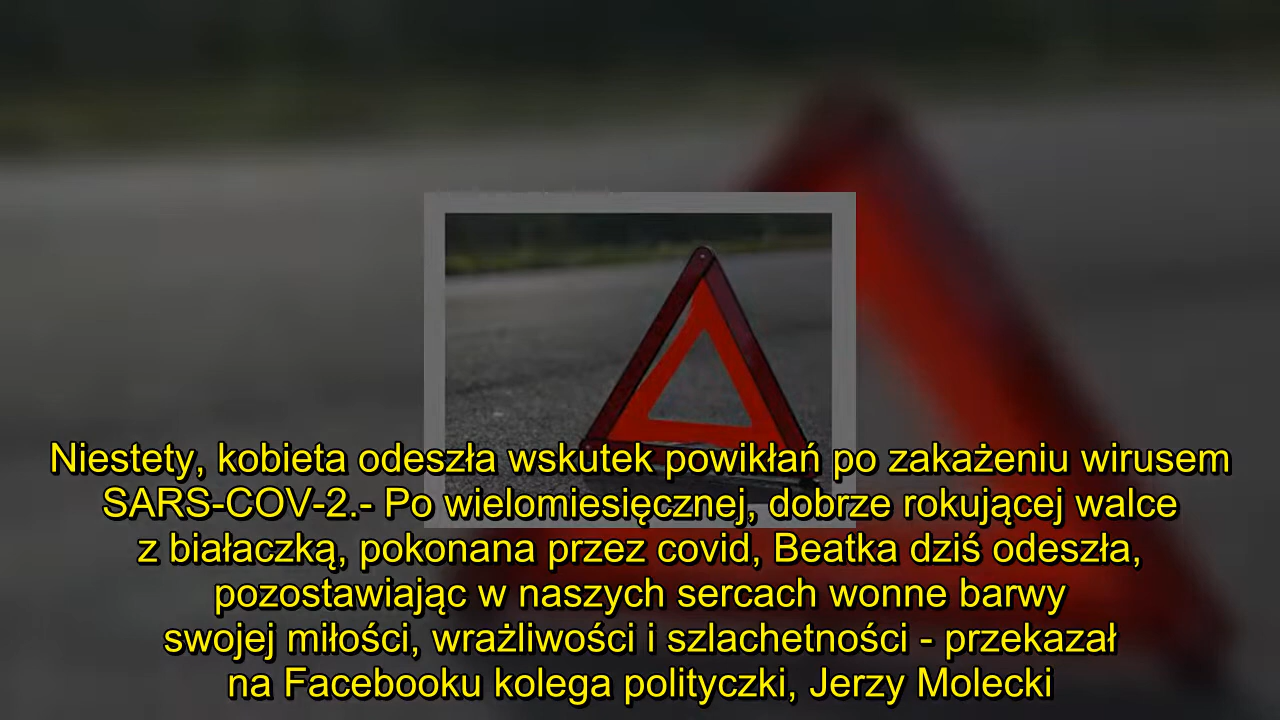 Niestety, kobieta odeszła wskutek powikłań po zakażeniu wirusem
SARS-COV-2.- Po wielomiesięcznej, dobrze rokującej walce
z białaczką, pokonana przez covid, Beatka dziś odeszła,
pozostawiając w naszych sercach wonne barwy
swojej miłości, wrażliwości i szlachetności - przekazał
na Facebooku kolega polityczki, Jerzy Molecki